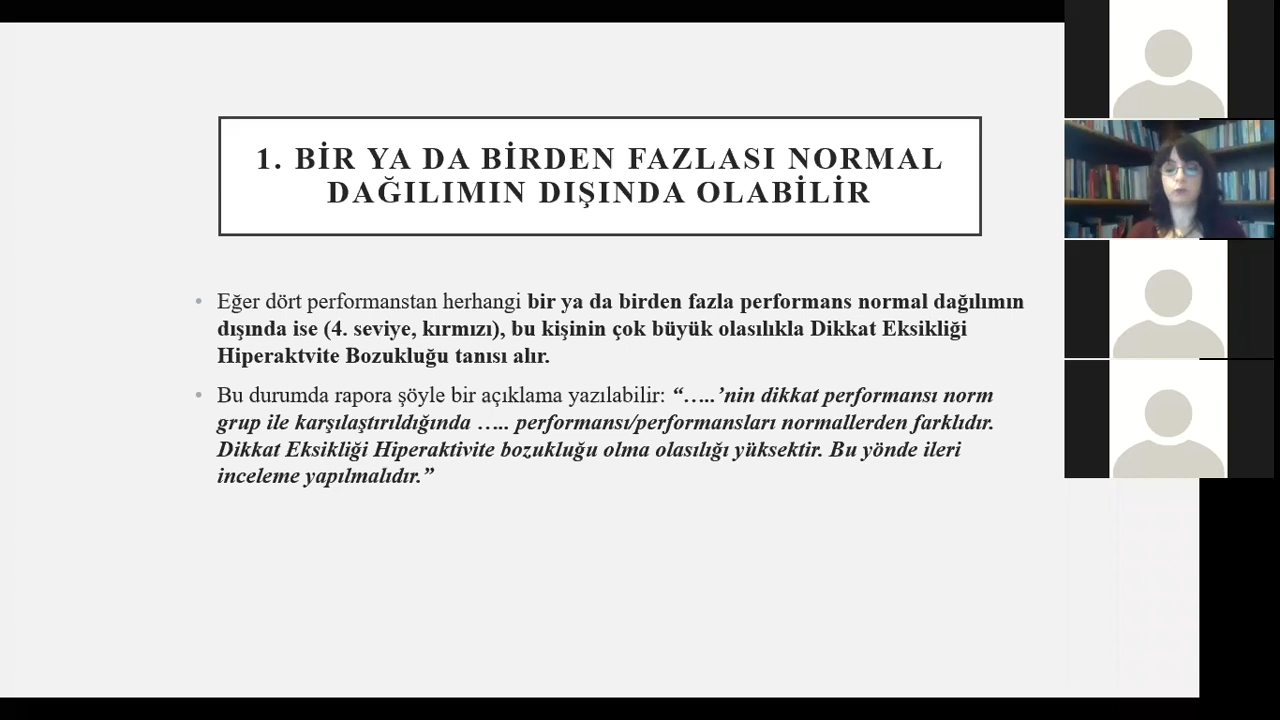 1. BİR YA DA BİRDEN FAZLASI NORMAL
DAĞILIMIN DIŞINDA OLABİLİR
• Eğer dört performanstan herhangi bir ya da birden fazla performans normal dağılımın
dışında ise (4. seviye, kırmızı), bu kişinin çok büyük olasılıkla Dikkat Eksikliği
Hiperaktvite Bozukluğu tanısı alır.
• Bu durumda rapora şöyle bir açıklama yazılabilir: “…..’nin dikkat performansı norm
grup ile karşılaştırıldığında ….. performansı/performansları normallerden farklıdır.
Dikkat Eksikliği Hiperaktivite bozukluğu olma olasılığı yüksektir. Bu yönde ileri
inceleme yapılmalıdır.”